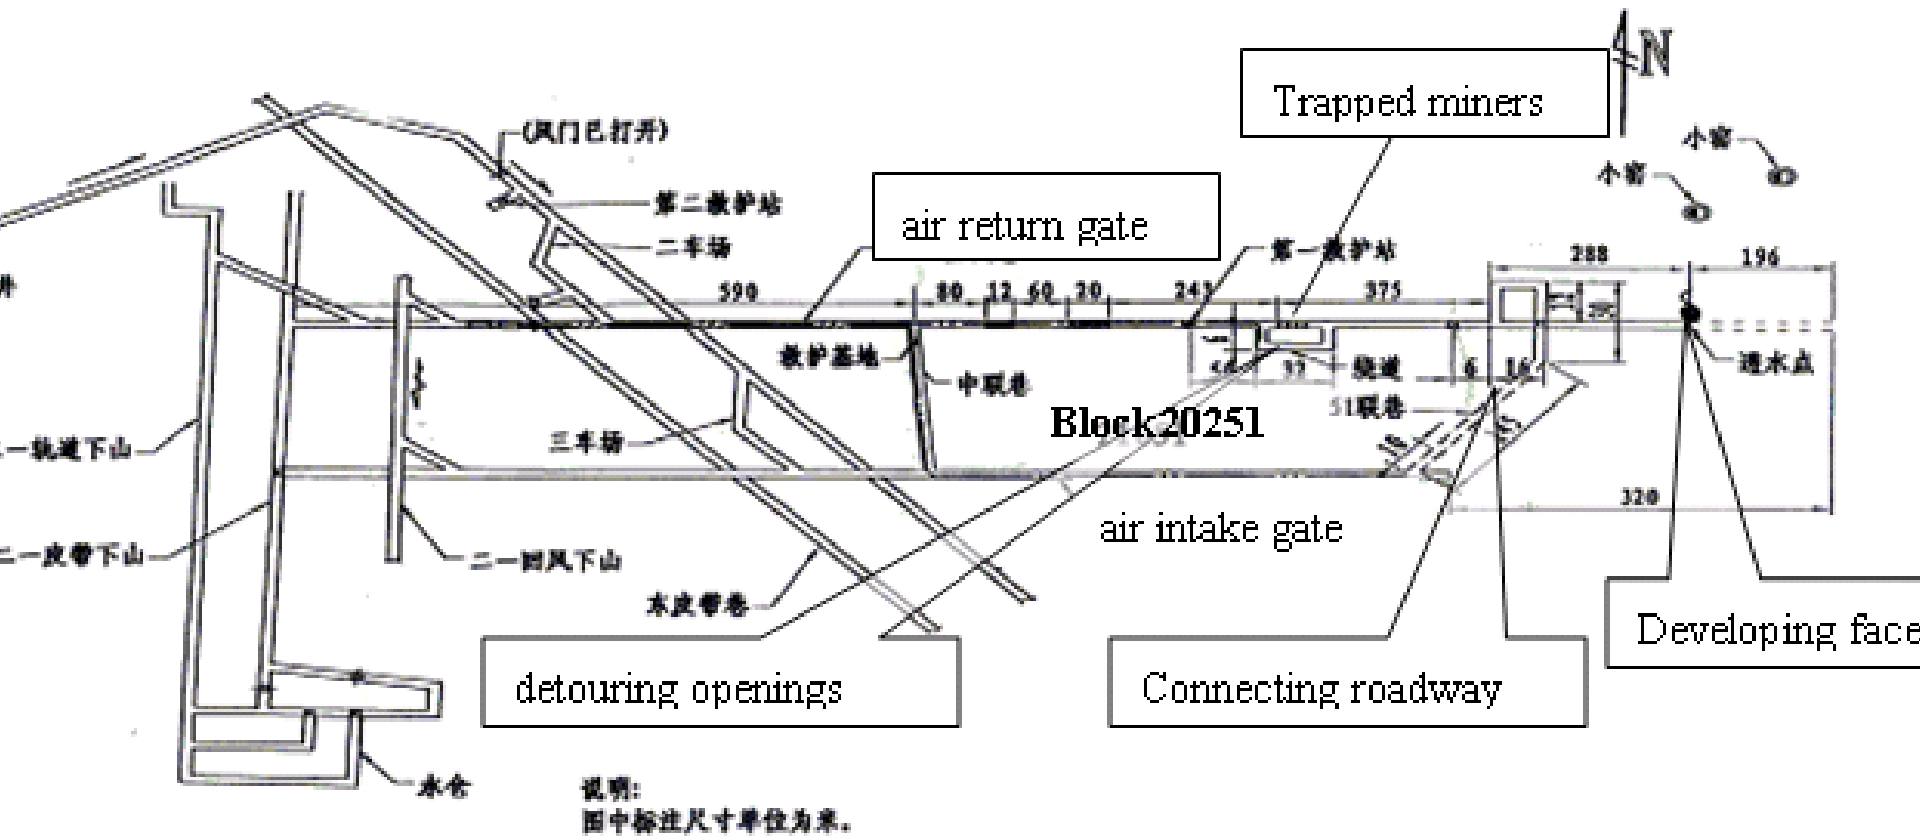 N
Trapped miners
(风门已打开)
小窑
小窑
第二救护站
air return gate
二车场
第一救护站
288
196
井
590
80
12
60
20
243
375
救护基地
中联巷
绕道
6
16
透水点
51联巷
Block20251
三车场
一轨道下山
320
air intake gate
二一皮带下山
二一回风下山
东皮带巷
Developing face
detouring openings
Connecting roadway
水仓
说明:
图中标注尺寸单位为米。